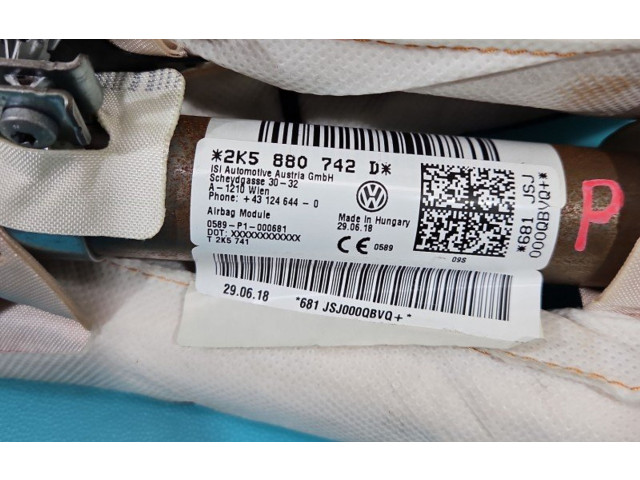 *2K5 880 742 D*
iSi Automotive Austria GmbH
Scheydgasse 30-32
A-1210 Wien
Phone: +43 124 644-0
Airbag Module
0589-P1-000681
DOT: XXXXXXXXXXXX
T 2K5 741
Made in Hungary
29.06.18
CE 0589
09S
*681 JSJ
000QBVQ+*
29.06.18 *681 JSJ000QBVQ+*
P